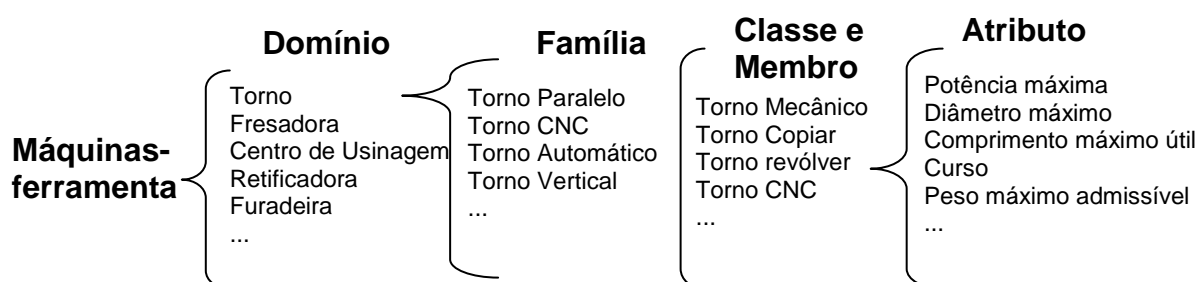 Máquinas-
ferramenta
Domínio
Torno
Fresadora
Centro de Usinagem
Retificadora
Furadeira
...
Família
Torno Paralelo
Torno CNC
Torno Automático
Torno Vertical
...
Classe e
Membro
Torno Mecânico
Torno Copiar
Torno revólver
Torno CNC
...
Atributo
Potência máxima
Diâmetro máximo
Comprimento máximo útil
Curso
Peso máximo admissível
...